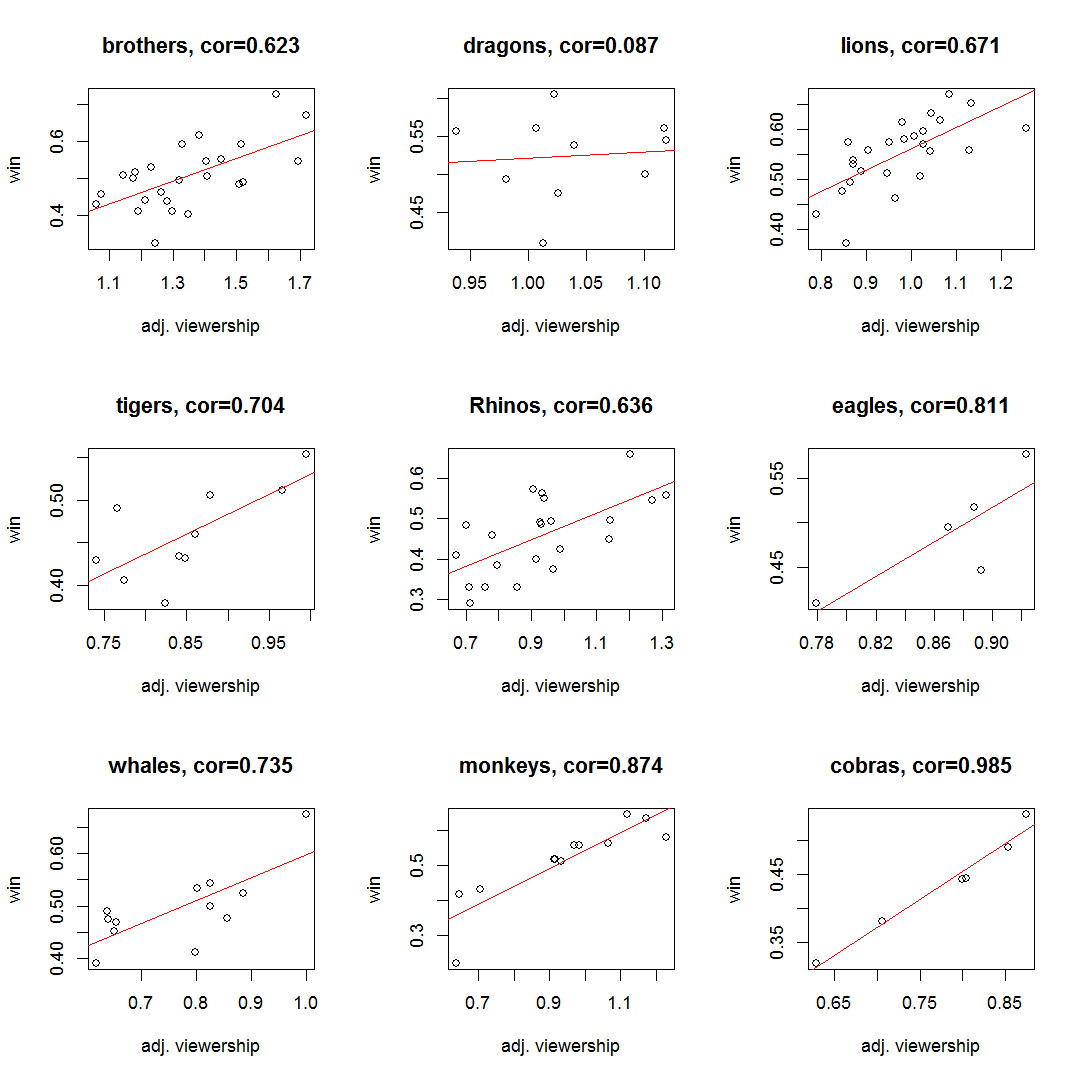 brothers, cor=0.623
win
0.4 0.6
1.1 1.3 1.5 1.7
adj. viewership
dragons, cor=0.087
win
0.45 0.55
0.95 1.00 1.05 1.10
adj. viewership
lions, cor=0.671
win
0.40 0.50 0.60
0.8 0.9 1.0 1.1 1.2
adj. viewership
tigers, cor=0.704
win
0.40 0.50
0.75 0.85 0.95
adj. viewership
Rhinos, cor=0.636
win
0.3 0.4 0.5 0.6
0.7 0.9 1.1 1.3
adj. viewership
eagles, cor=0.811
win
0.45 0.55
0.78 0.82 0.86 0.90
adj. viewership
whales, cor=0.735
win
0.40 0.50 0.60
0.7 0.8 0.9 1.0
adj. viewership
monkeys, cor=0.874
win
0.3 0.5
0.7 0.9 1.1
adj. viewership
cobras, cor=0.985
win
0.35 0.45
0.65 0.75 0.85
adj. viewership